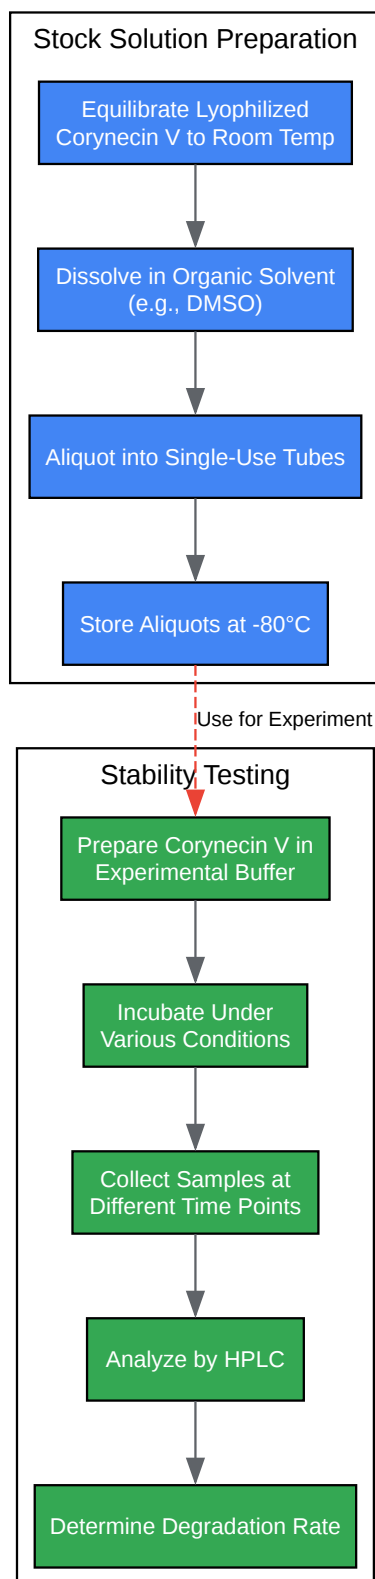 Stock Solution Preparation
Equilibrate Lyophilized
Corynecin V to Room Temp
Dissolve in Organic Solvent
(e.g., DMSO)
Aliquot into Single-Use Tubes
Store Aliquots at -80°C
Use for Experiment
Stability Testing
Prepare Corynecin V in
Experimental Buffer
Incubate Under
Various Conditions
Collect Samples at
Different Time Points
Analyze by HPLC
Determine Degradation Rate